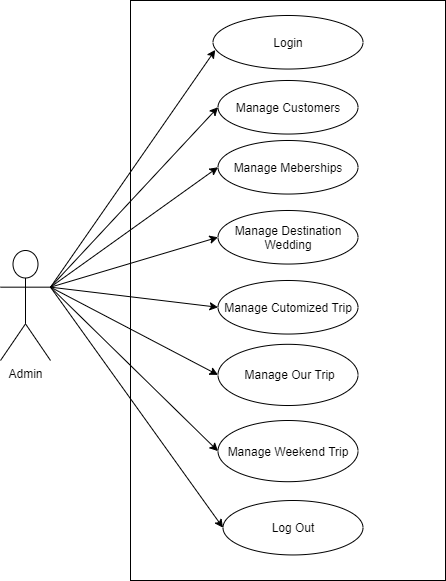 Login
Manage Customers
Manage Meberships
Manage Destination
Wedding
Manage Cutomized Trip
Admin
Manage Our Trip
Manage Weekend Trip
Log Out